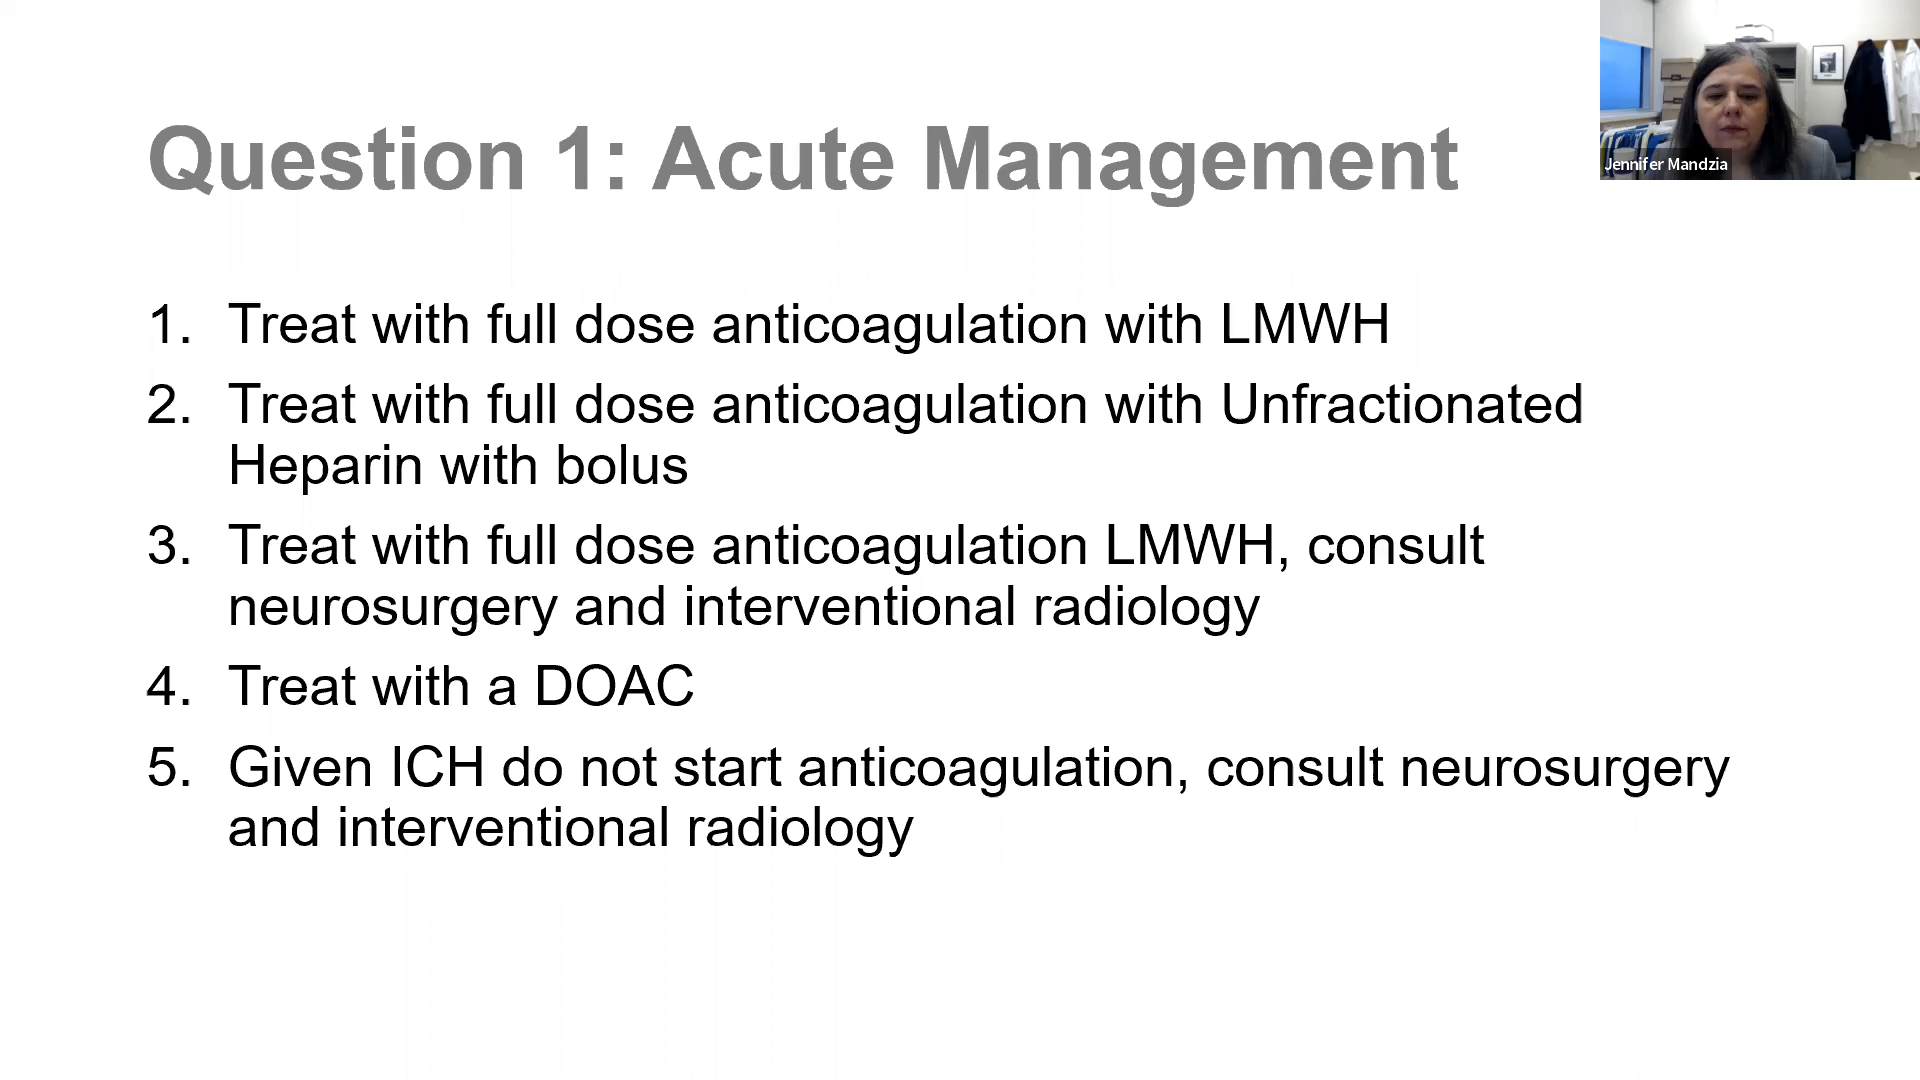 Question 1: Acute Management
Jennifer Mandzia
1. Treat with full dose anticoagulation with LMWH
2. Treat with full dose anticoagulation with Unfractionated
Heparin with bolus
3. Treat with full dose anticoagulation LMWH, consult
neurosurgery and interventional radiology
4. Treat with a DOAC
5. Given ICH do not start anticoagulation, consult neurosurgery
and interventional radiology